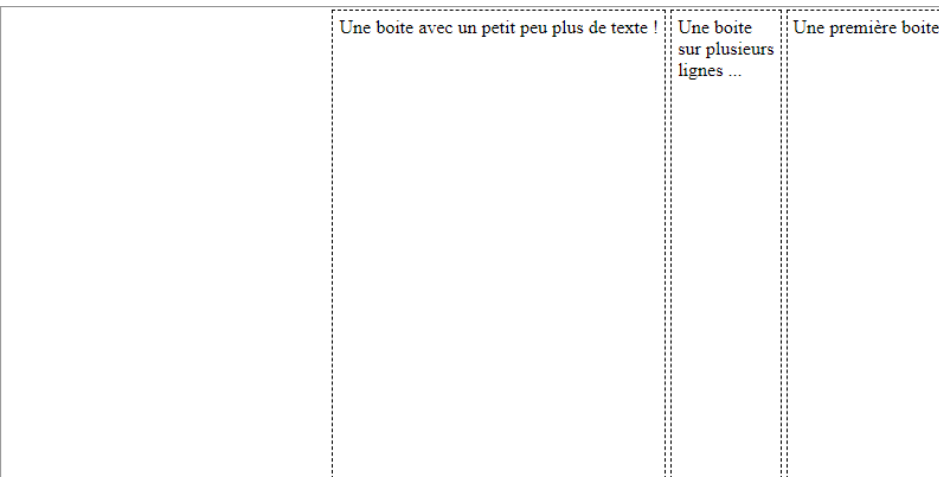 Une boite avec un petit peu plus de texte !
Une boite
sur plusieurs
lignes ...
Une première boite